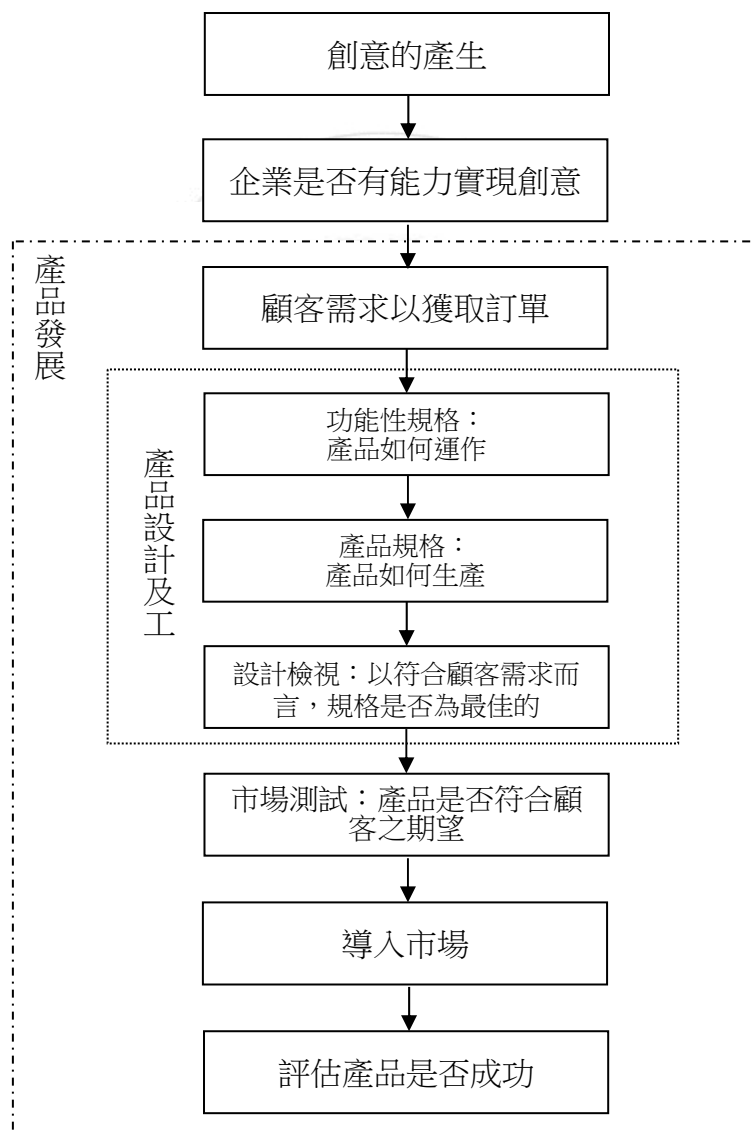 創意的產生
企業是否有能力實現創意
產品發展
顧客需求以獲取訂單
產品設計及工
功能性規格：
產品如何運作
產品規格：
產品如何生產
設計檢視：以符合顧客需求而
言，規格是否為最佳的
市場測試：產品是否符合顧
客之期望
導入市場
評估產品是否成功